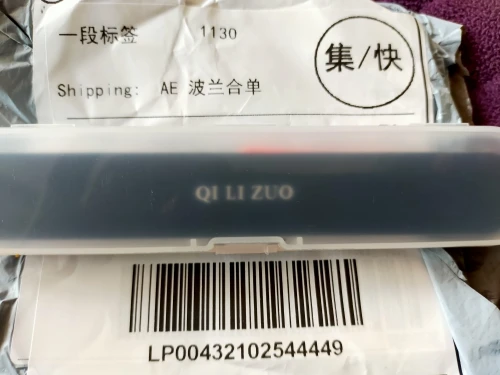 一段标签 1130
集/快
Shipping: AE 波兰合单
QI LI ZUO
LP00432102544449